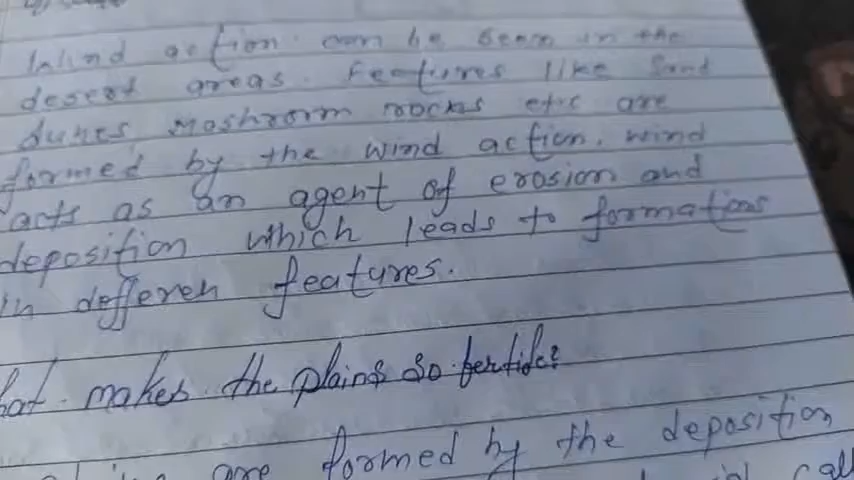 Wind action can be seen in the
desert areas. Features like Sand
dunes, Moshroom rocks etc are
formed by the wind action. wind
acts as an agent of erosion and
deposition which leads to formations
in defferen features.
hat makes the plains so fertile?
are formed by the deposition